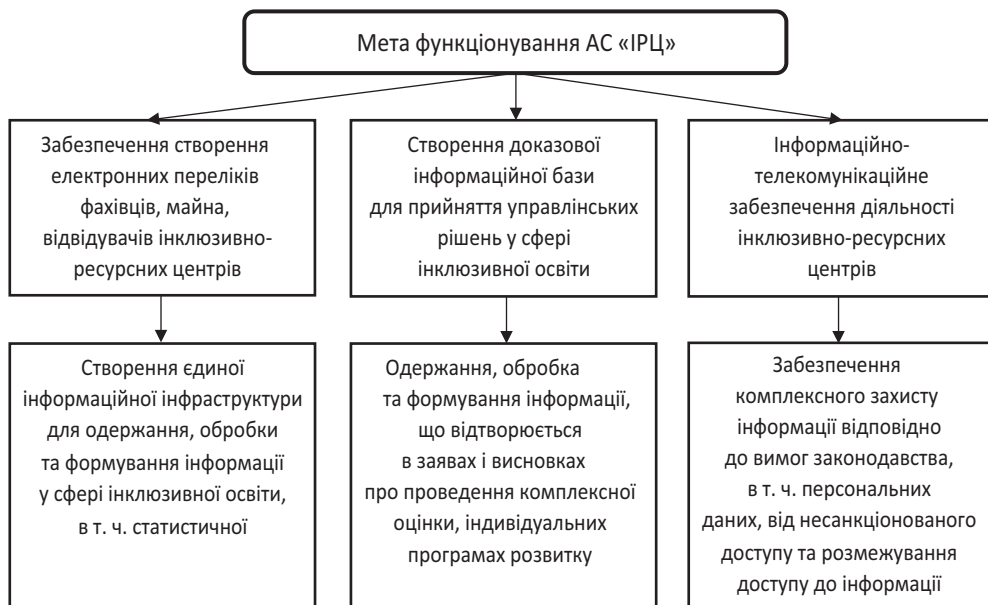 Мета функціонування АС «ІРЦ»
Забезпечення створення
електронних переліків
фахівців, майна,
відвідувачів інклюзивно-
ресурсних центрів
Створення доказової
інформаційної бази
для прийняття управлінських
рішень у сфері
інклюзивної освіти
Інформаційно-
телекомунікаційне
забезпечення діяльності
інклюзивно-ресурсних
центрів
Створення єдиної
інформаційної інфраструктури
для одержання, обробки
та формування інформації
у сфері інклюзивної освіти,
в т. ч. статистичної
Одержання, обробка
та формування інформації,
що відтворюється
в заявах і висновках
про проведення комплексної
оцінки, індивідуальних
програмах розвитку
Забезпечення
комплексного захисту
інформації відповідно
до вимог законодавства,
в т. ч. персональних
даних, від несанкціонованого
доступу та розмежування
доступу до інформації